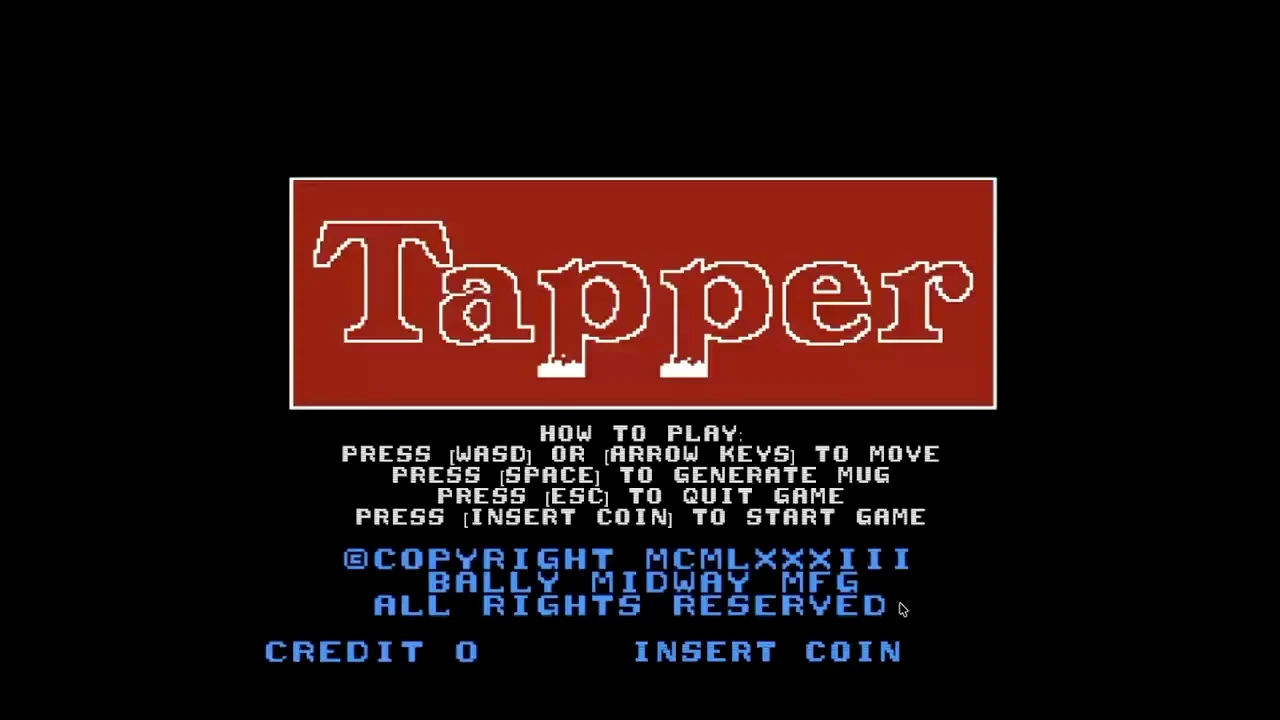 Tapper
HOW TO PLAY:
PRESS [WASD] OR [ARROW KEYS] TO MOVE
PRESS [SPACE] TO GENERATE MUG
PRESS [ESC] TO QUIT GAME
PRESS [INSERT COIN] TO START GAME
©COPYRIGHT MCMLXXXIII
BALLY MIDWAY MFG
ALL RIGHTS RESERVED
CREDIT 0 INSERT COIN